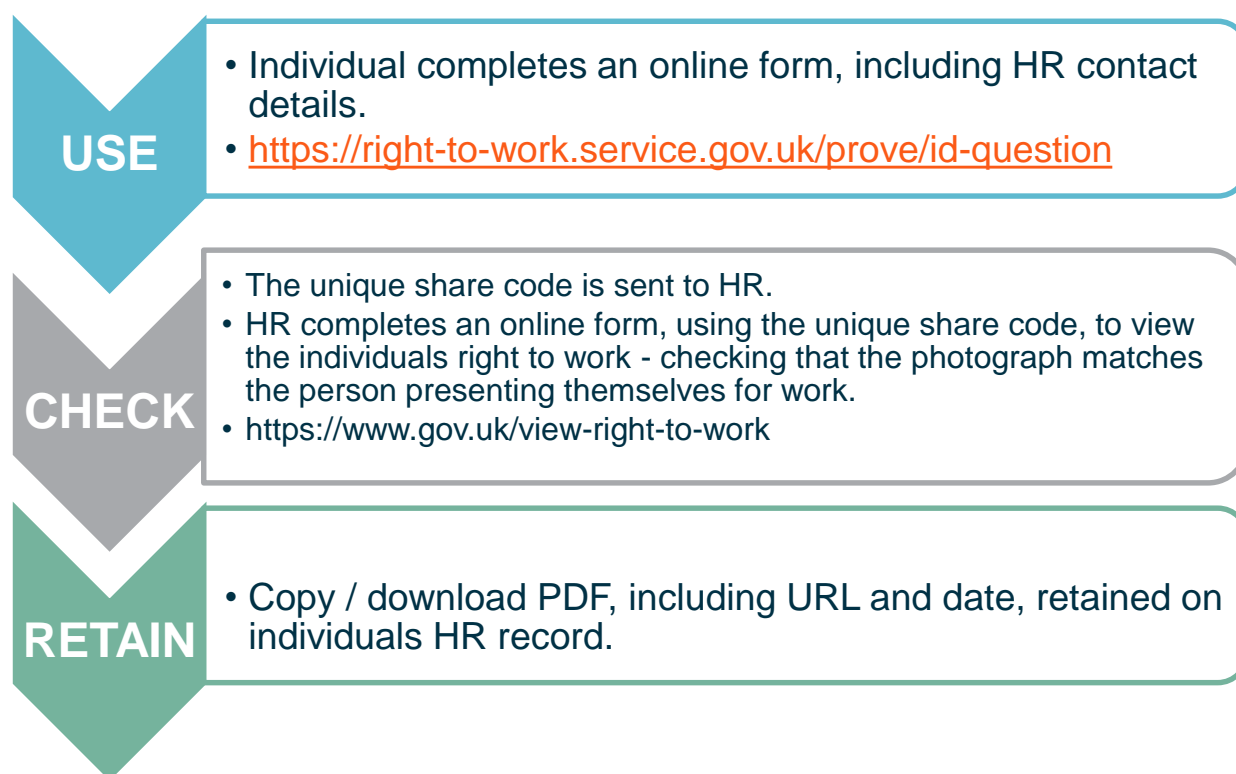 USE
• Individual completes an online form, including HR contact
details.
• https://right-to-work.service.gov.uk/prove/id-question
CHECK
• The unique share code is sent to HR.
• HR completes an online form, using the unique share code, to view
the individuals right to work - checking that the photograph matches
the person presenting themselves for work.
• https://www.gov.uk/view-right-to-work
RETAIN
• Copy / download PDF, including URL and date, retained on
individuals HR record.